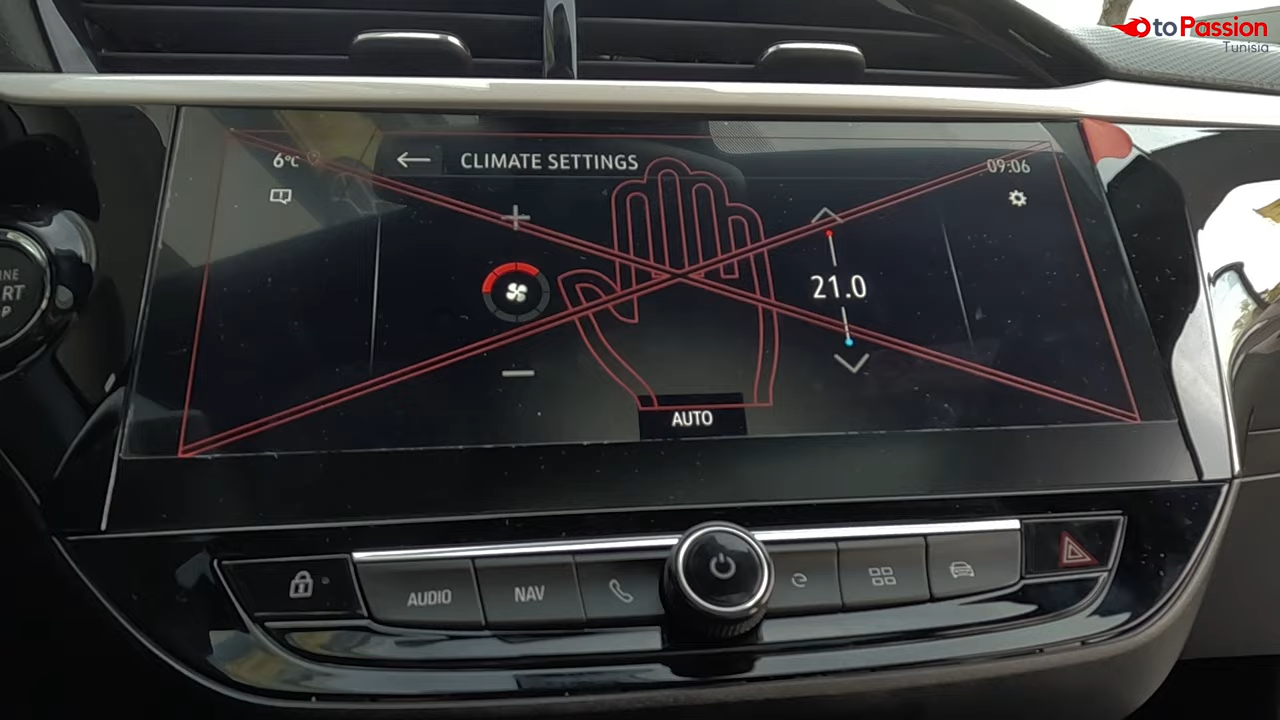 toPassion
Tunisia
6°C
CLIMATE SETTINGS
09:06
21.0
AUTO
AUDIO
NAV